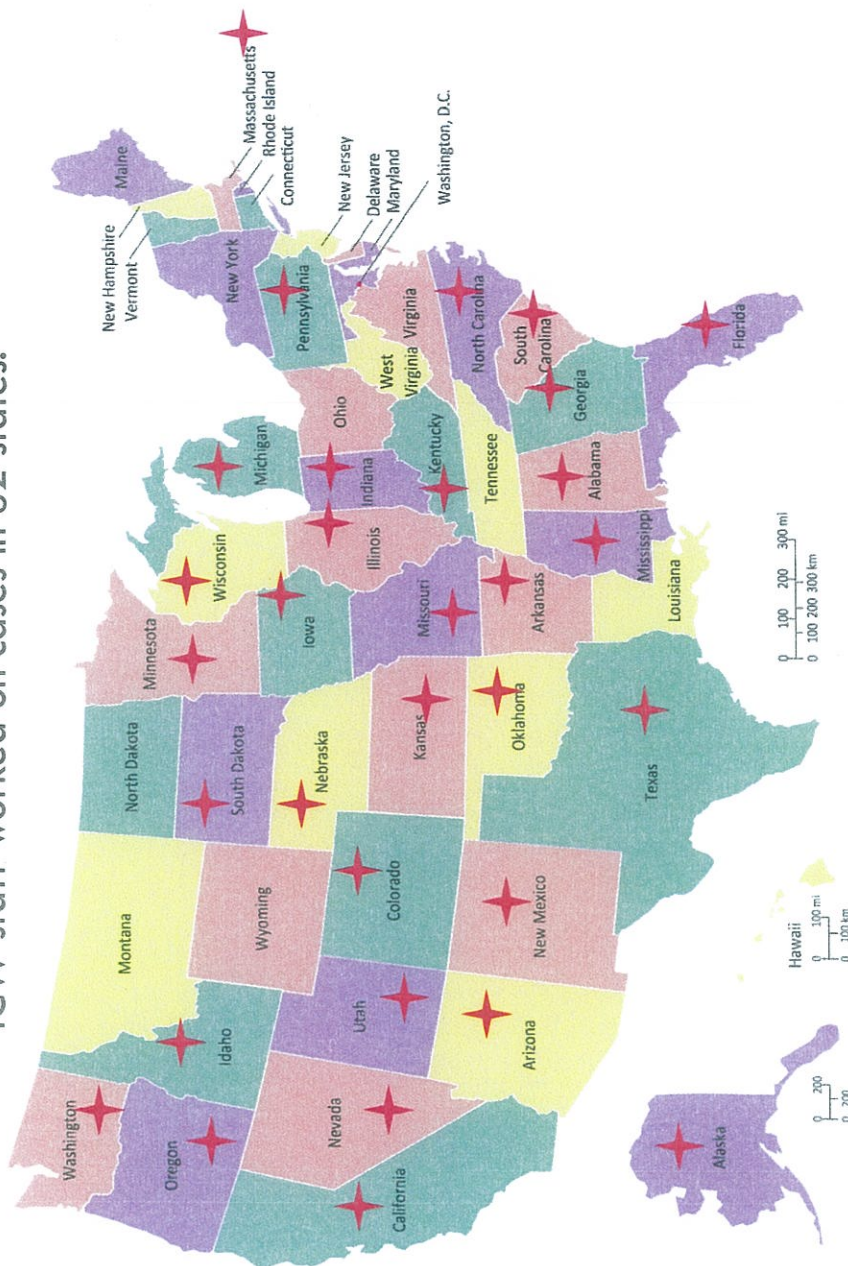 staff worked on cases in 32 states.
Washington
Oregon
California
Nevada
Idaho
Montana
Wyoming
Utah
Arizona
Colorado
New Mexico
North Dakota
South Dakota
Nebraska
Kansas
Oklahoma
Texas
Minnesota
Iowa
Missouri
Arkansas
Louisiana
Wisconsin
Illinois
Michigan
Indiana
Ohio
Kentucky
Tennessee
Mississippi
Alabama
Georgia
Florida
South
Carolina
North Carolina
Virginia
West
Virginia
Pennsylvania
New York
New Hampshire
Vermont
Maine
Massachusetts
Rhode Island
Connecticut
New Jersey
Delaware
Maryland
Washington, D.C.
Alaska
0 200
0 200
Hawaii
0 100 mi
0 100 km
0 100 200 300 mi
0 100 200 300 km